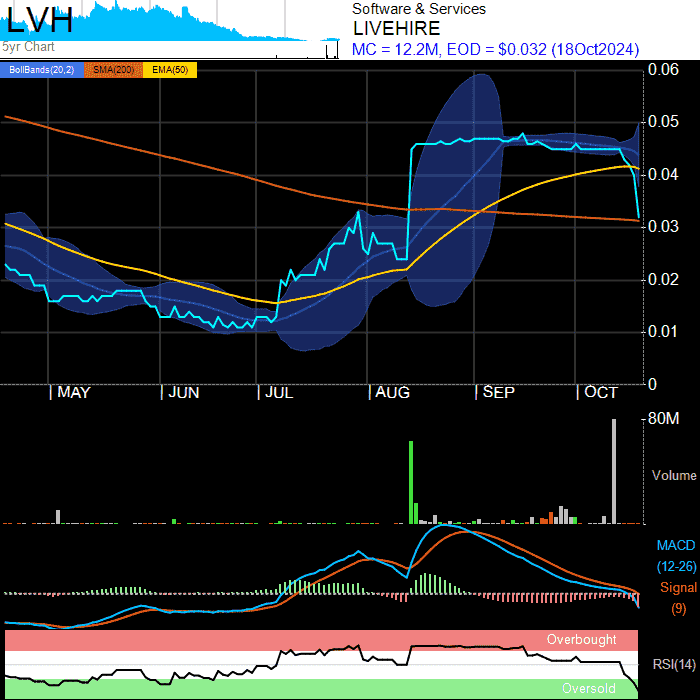 LVH
5yr Chart
Software & Services
LIVEHIRE
MC = 12.2M, EOD = $0.032 (18Oct2024)
BollBands(20,2) SMA(200) EMA(50)
0.06
0.05
0.04
0.03
0.02
0.01
0
MAY JUN JUL AUG SEP OCT
80M
Volume
MACD
(12-26)
Signal
(9)
Overbought
RSI(14)
Oversold